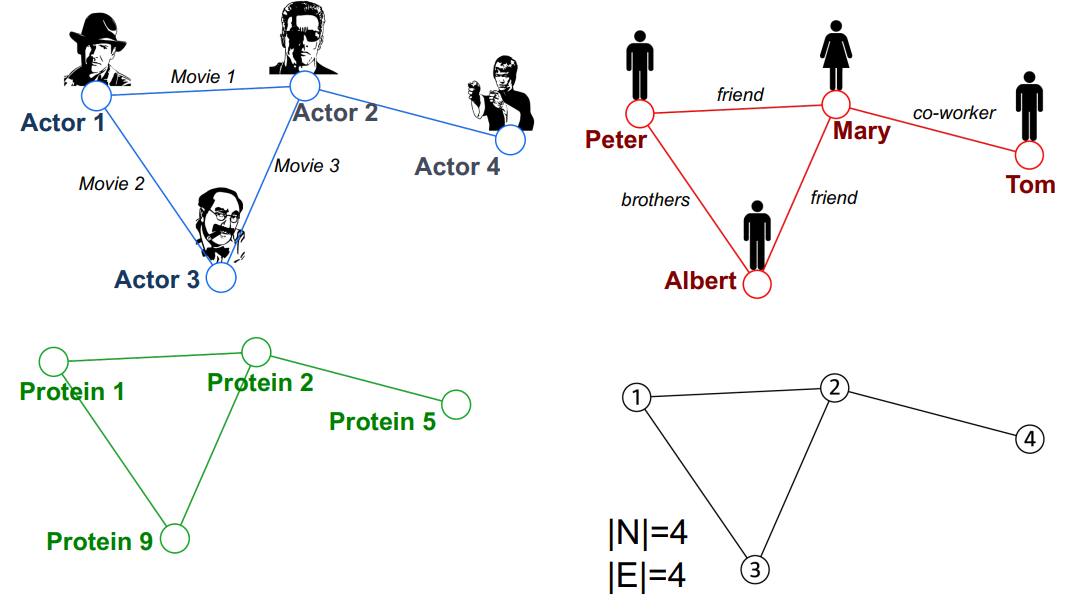 Movie 1
Actor 1
Actor 2
Movie 2
Movie 3
Actor 4
Actor 3
friend
Peter
Mary
co-worker
Tom
brothers
friend
Albert
Protein 1
Protein 2
Protein 5
Protein 9
1
2
4
3
|N|=4
|E|=4